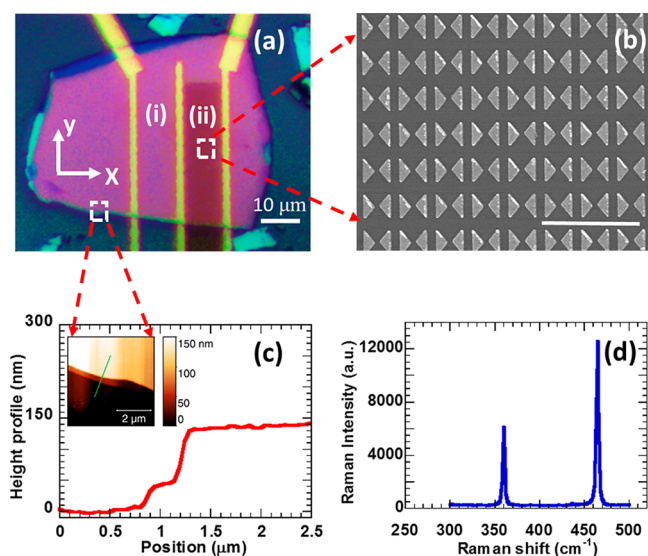 (a)
(b)
(i)
(ii)
y
x
10 μm
300
(c)
150 nm
100
50
0
2 μm
150
0
Height profile (nm)
0 0.5 1 1.5 2 2.5
Position (μm)
(d)
12000
8000
4000
0
Raman Intensity (a.u.)
250 300 350 400 450 500
Raman shift (cm⁻¹)